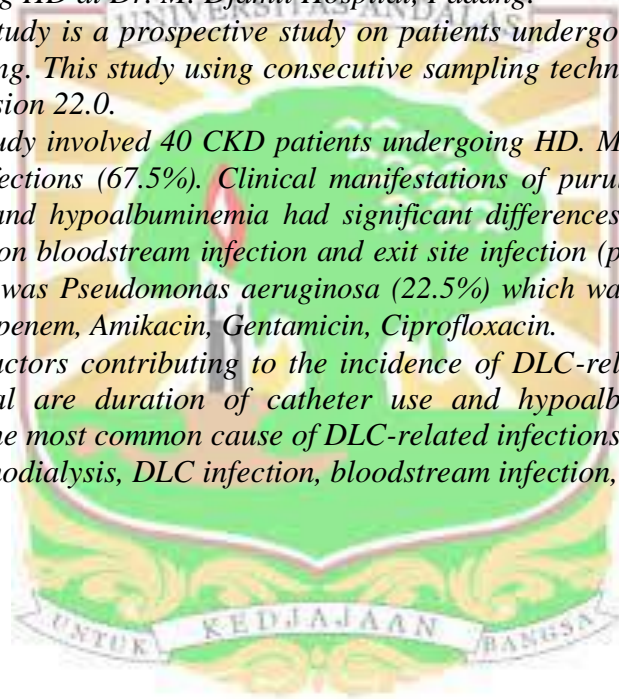 g HD at Dr. M. Djamil Hospital, Padang.
UNIVERSITAS ANDALAS
tudy is a prospective study on patients undergo
ng. This study using consecutive sampling techn
sion 22.0.
udy involved 40 CKD patients undergoing HD. M
fections (67.5%). Clinical manifestations of puru
and hypoalbuminemia had significant differences
on bloodstream infection and exit site infection (p
was Pseudomonas aeruginosa (22.5%) which wa
penem, Amikacin, Gentamicin, Ciprofloxacin.
actors contributing to the incidence of DLC-rel
al are duration of catheter use and hypoalb
he most common cause of DLC-related infections
modialysis, DLC infection, bloodstream infection,
UNTUK KEDJAJAAN BANGSA